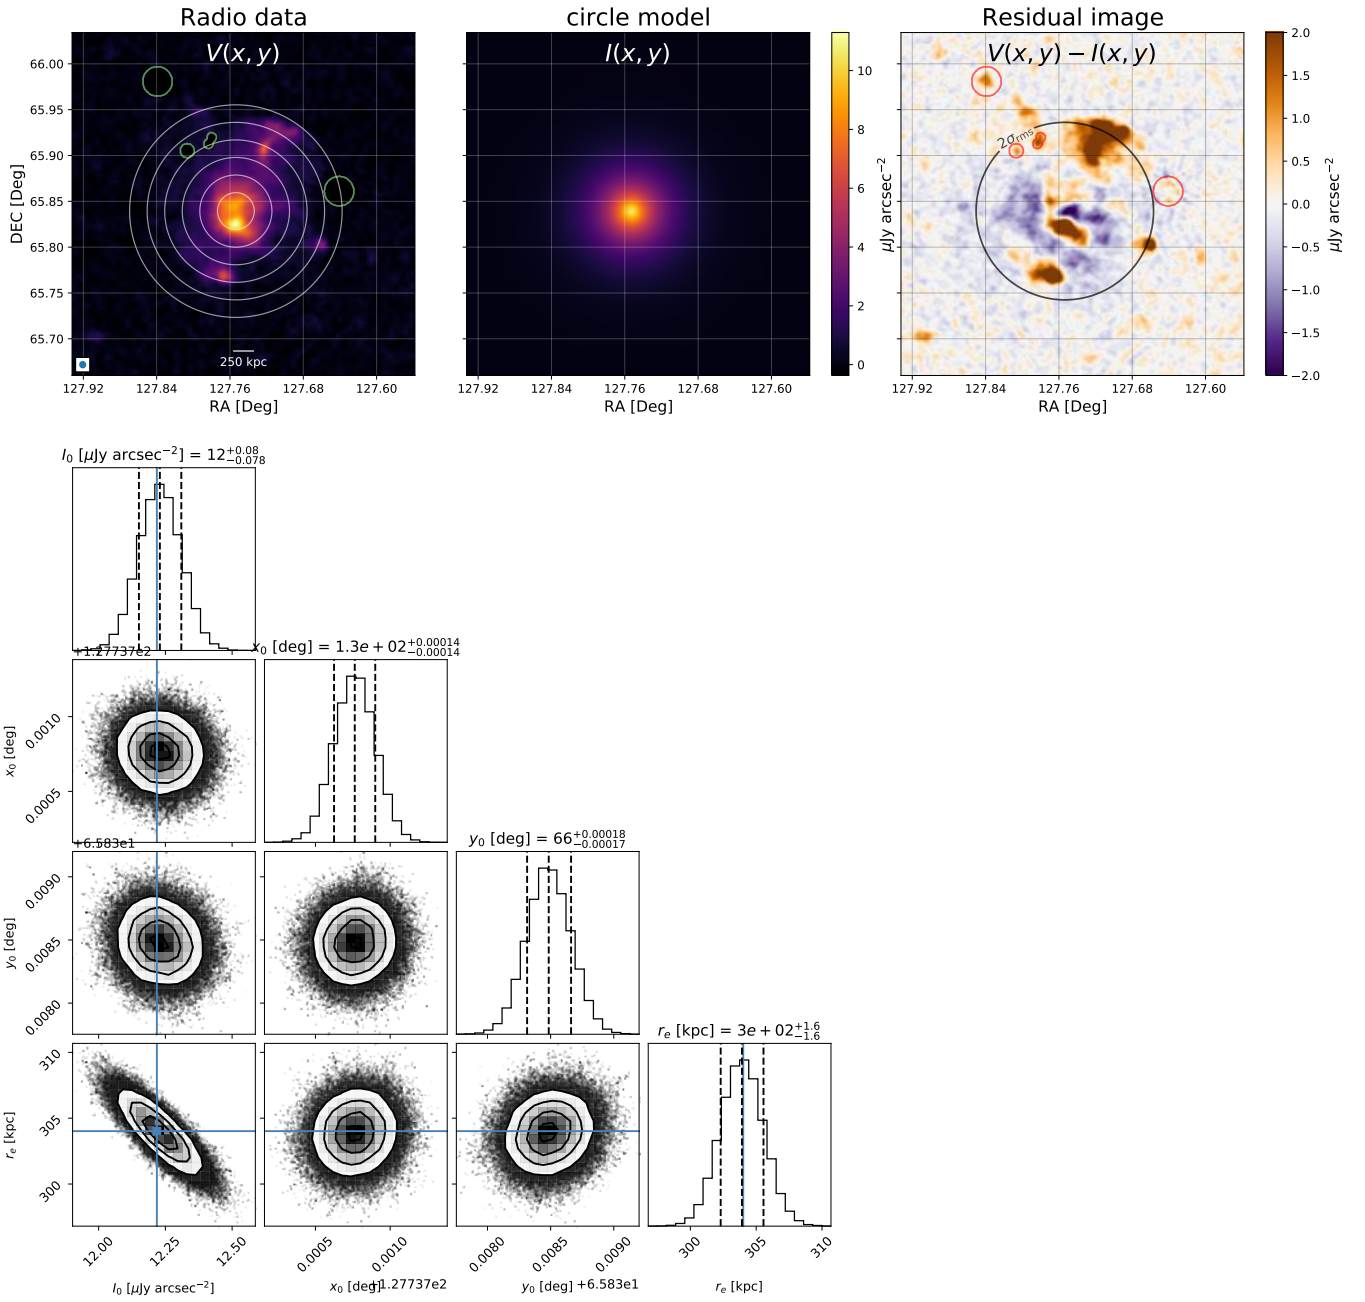 Radio data
circle model
Residual image
V(x, y)
I(x, y)
V(x, y) − I(x, y)
66.00
65.95
65.90
65.85
65.80
65.75
65.70
DEC [Deg]
250 kpc
127.92 127.84 127.76 127.68 127.60
RA [Deg]
127.92 127.84 127.76 127.68 127.60
RA [Deg]
10
8
6
4
2
0
μJy arcsec⁻²
2σrms
127.92 127.84 127.76 127.68 127.60
RA [Deg]
2.0
1.5
1.0
0.5
0.0
−0.5
−1.0
−1.5
−2.0
μJy arcsec⁻²
I₀ [μJy arcsec⁻²] = 12 +0.08 −0.078
+1.27737e2
x₀ [deg] = 1.3e + 02 +0.00014 −0.00014
0.0010
0.0005
x₀ [deg]
+6.583e1
y₀ [deg] = 66 +0.00018 −0.00017
0.0090
0.0085
0.0080
y₀ [deg]
r_e [kpc] = 3e + 02 +1.6 −1.6
310
305
300
r_e [kpc]
12.00 12.25 12.50
I₀ [μJy arcsec⁻²]
0.0005 0.0010
x₀ [deg] +1.27737e2
0.0080 0.0085 0.0090
y₀ [deg] +6.583e1
300 305 310
r_e [kpc]